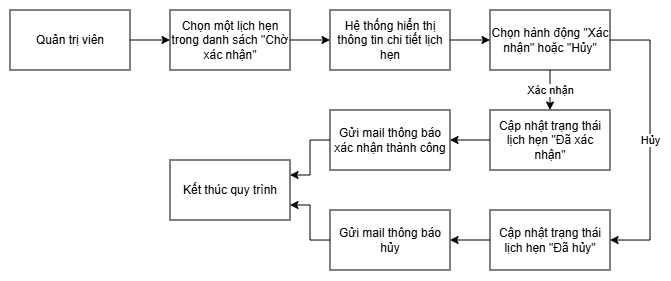 Quản trị viên
Chọn một lịch hẹn
trong danh sách "Chờ
xác nhận"
Hệ thống hiển thị
thông tin chi tiết lịch
hẹn
Chọn hành động "Xác
nhận" hoặc "Hủy"
Xác nhận
Hủy
Gửi mail thông báo
xác nhận thành công
Cập nhật trạng thái
lịch hẹn "Đã xác
nhận"
Kết thúc quy trình
Gửi mail thông báo
hủy
Cập nhật trạng thái
lịch hẹn "Đã hủy"